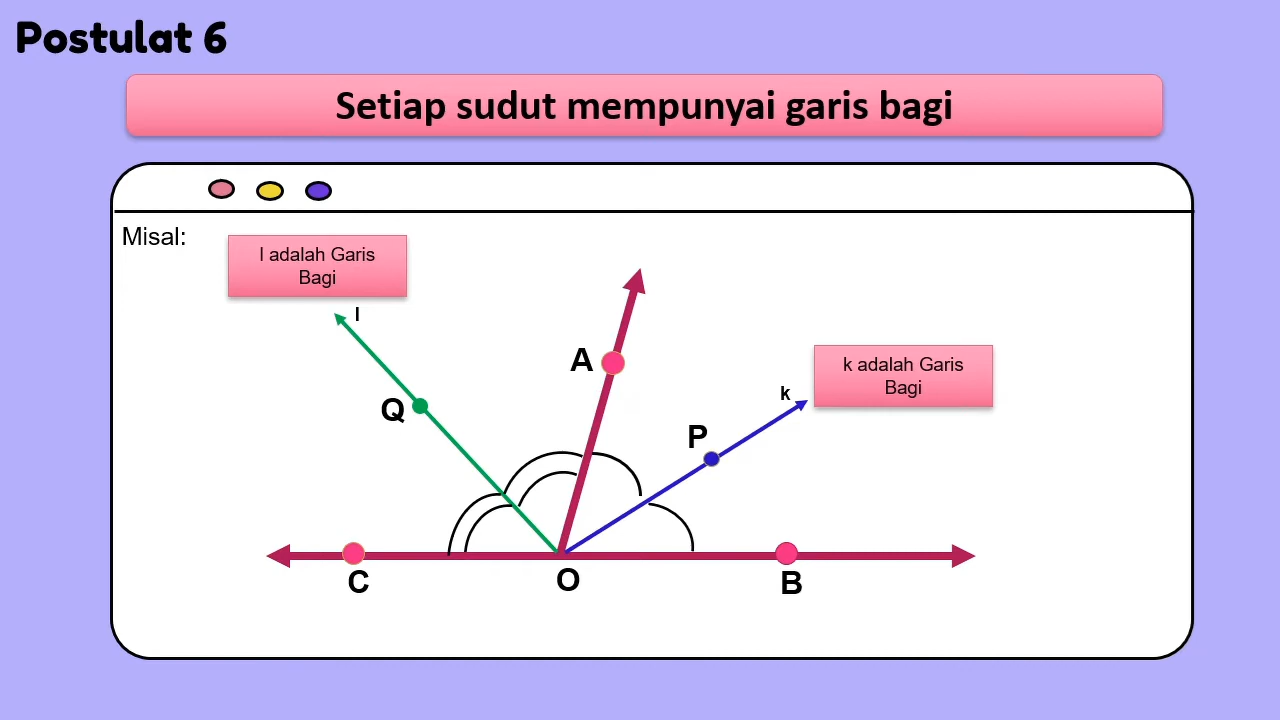 Postulat 6
Setiap sudut mempunyai garis bagi
Misal:
l adalah Garis
Bagi
l
A
k adalah Garis
Bagi
k
Q
P
C
O
B